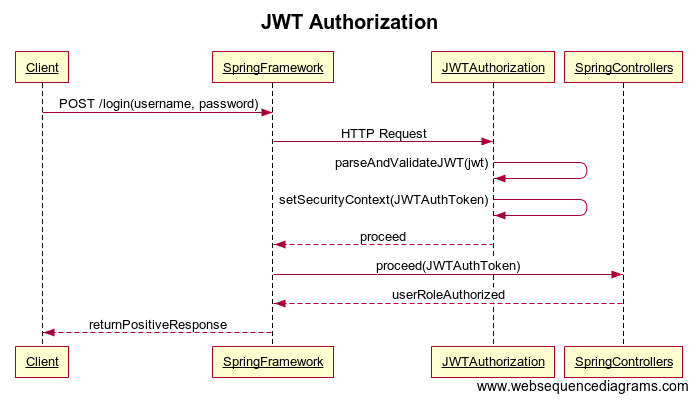 JWT Authorization
Client SpringFramework JWTAuthorization SpringControllers
POST /login(username, password)
HTTP Request
parseAndValidateJWT(jwt)
setSecurityContext(JWTAuthToken)
proceed
proceed(JWTAuthToken)
userRoleAuthorized
returnPositiveResponse
Client SpringFramework JWTAuthorization SpringControllers
www.websequencediagrams.com